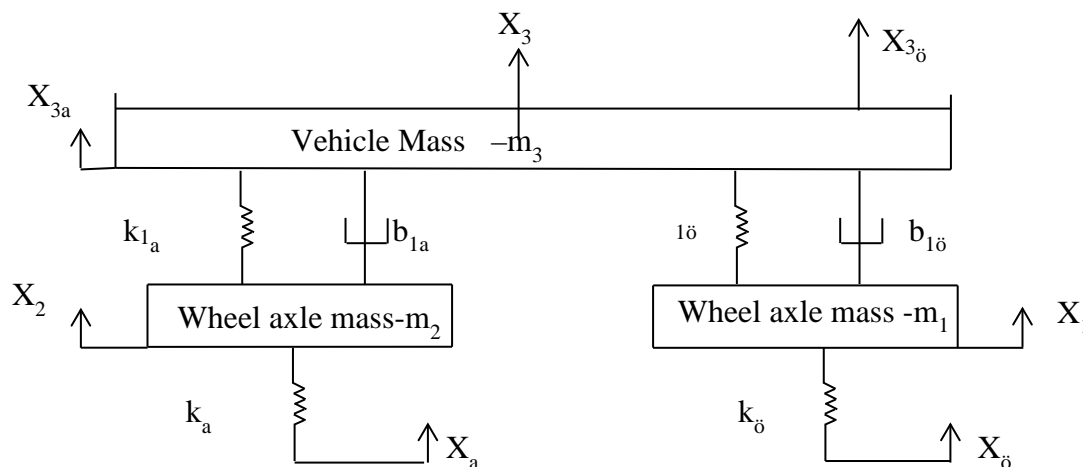 X₃
X₃ö
X₃a
Vehicle Mass –m₃
k₁a
b₁a
₁ö
b₁ö
X₂
Wheel axle mass-m₂
Wheel axle mass -m₁
X
kₐ
kö
Xₐ
Xö